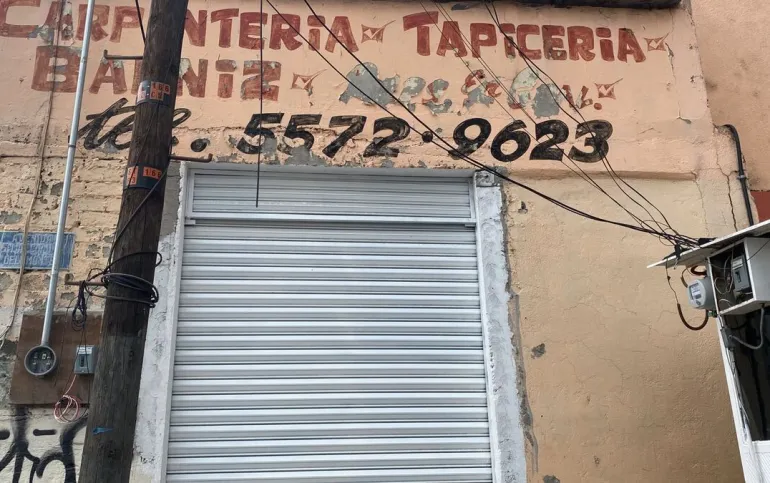 CARPINTERIA TAPICERIA
BARNIZ
tel. 5572.9623